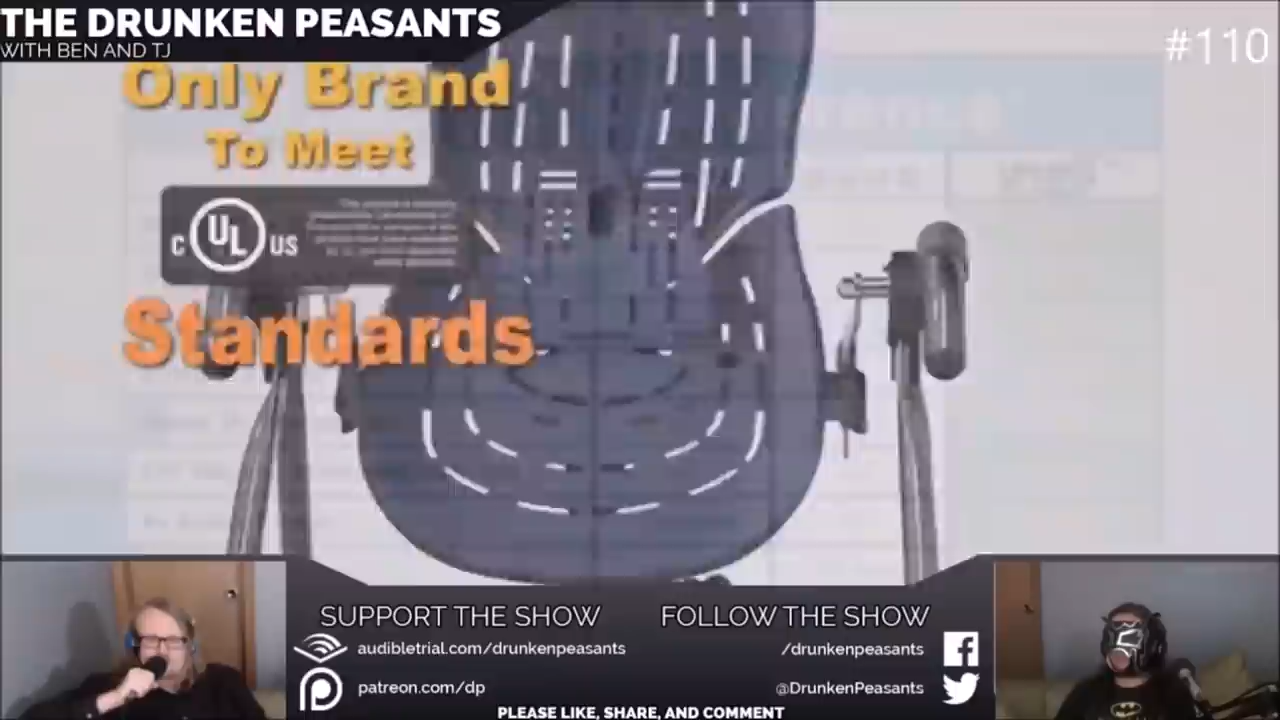 THE DRUNKEN PEASANTS
WITH BEN AND TJ
#110
Only Brand
To Meet
C UL US
Standards
SUPPORT THE SHOW
FOLLOW THE SHOW
audibletrial.com/drunkenpeasants
/drunkenpeasants
patreon.com/dp
@DrunkenPeasants
PLEASE LIKE, SHARE, AND COMMENT